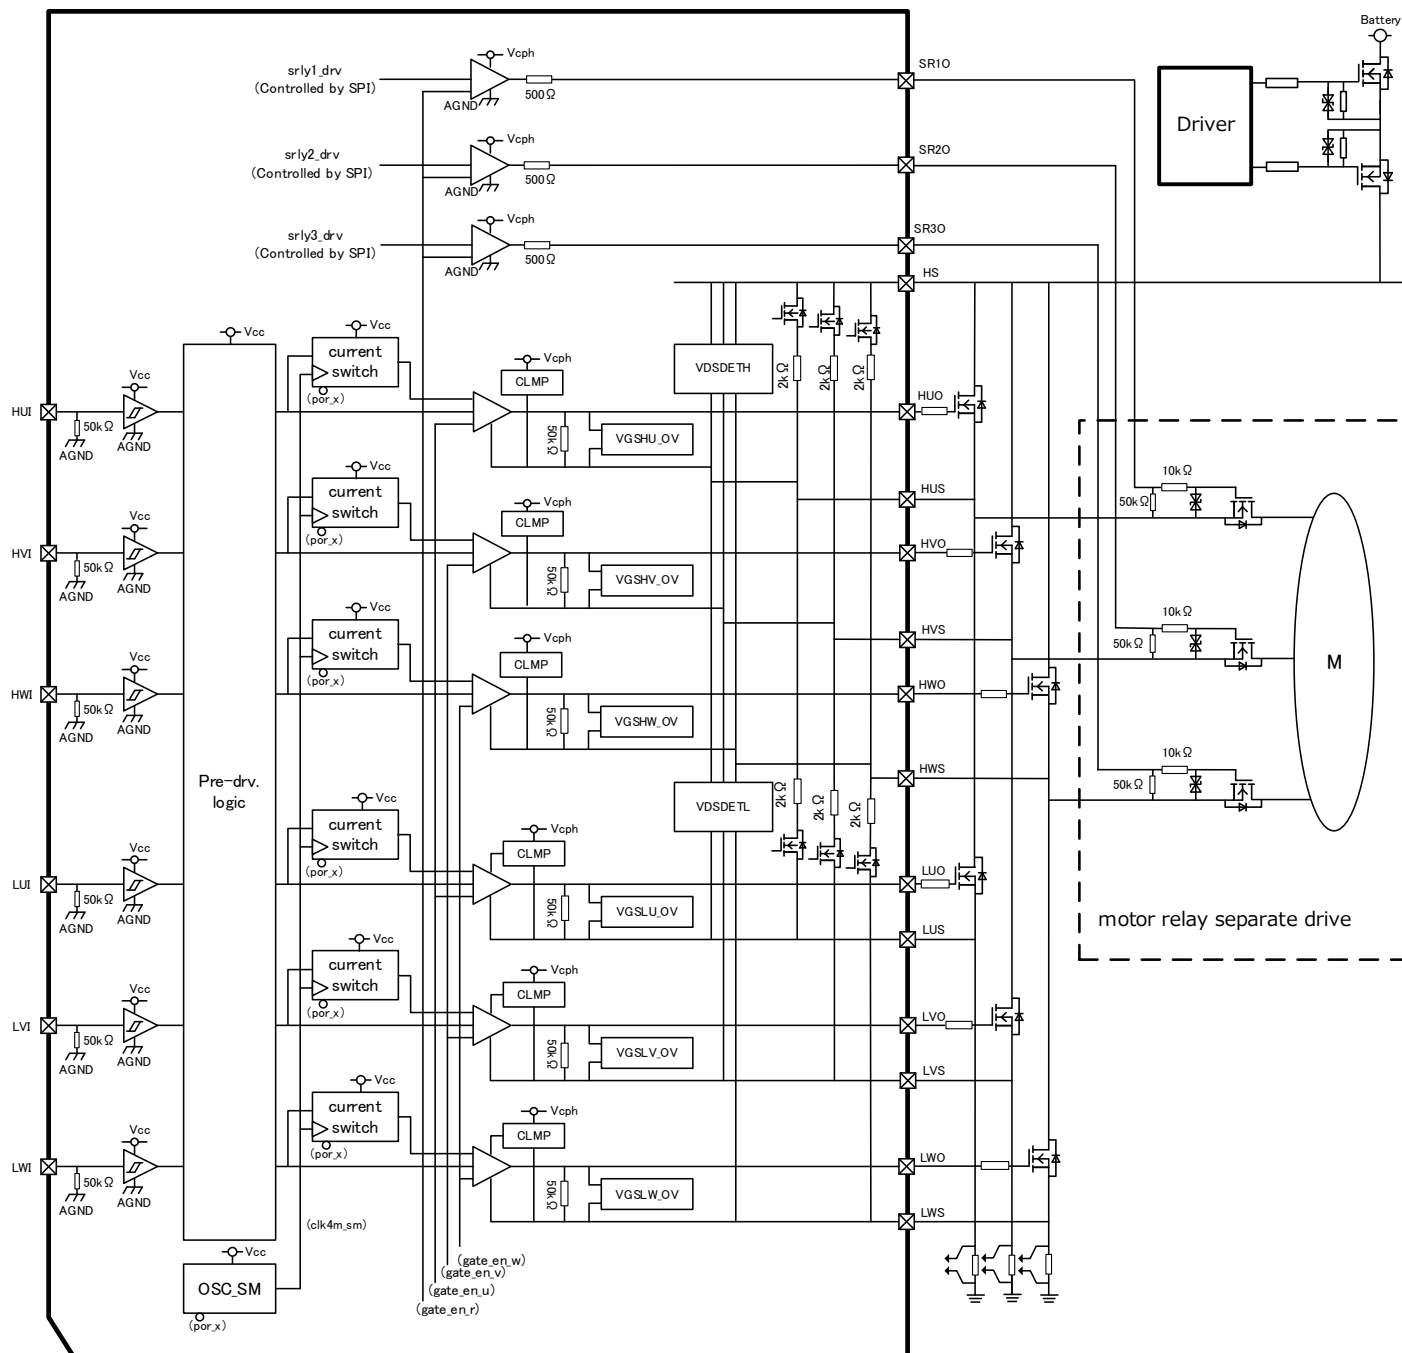 Battery
Vcph
srly1_drv
(Controlled by SPI)
AGND
500Ω
SR1O
Driver
Vcph
srly2_drv
(Controlled by SPI)
AGND
500Ω
SR2O
Vcph
srly3_drv
(Controlled by SPI)
AGND
500Ω
SR3O
HS
Vcc
Vcc
current
switch
(por_x)
Vcph
CLMP
VDSDETH
2kΩ
2kΩ
2kΩ
Vcc
HUI
50kΩ
AGND
AGND
50kΩ
VGSHU_OV
HUO
Vcc
current
switch
(por_x)
Vcph
CLMP
HUS
10kΩ
50kΩ
Vcc
HVI
50kΩ
AGND
AGND
50kΩ
VGSHV_OV
HVO
Vcc
current
switch
(por_x)
Vcph
CLMP
HVS
10kΩ
50kΩ
M
Vcc
HWI
50kΩ
AGND
AGND
50kΩ
VGSHW_OV
HWO
Pre-drv.
logic
HWS
10kΩ
50kΩ
VDSDETL
2kΩ
2kΩ
2kΩ
Vcc
current
switch
(por_x)
Vcph
CLMP
Vcc
LUI
50kΩ
AGND
AGND
50kΩ
VGSLU_OV
LUO
LUS
motor relay separate drive
Vcc
current
switch
(por_x)
Vcph
CLMP
Vcc
LVI
50kΩ
AGND
AGND
50kΩ
VGSLV_OV
LVO
LVS
Vcc
current
switch
(por_x)
Vcph
CLMP
Vcc
LWI
50kΩ
AGND
AGND
50kΩ
VGSLW_OV
LWO
LWS
(clk4m_sm)
Vcc
OSC_SM
(por_x)
(gate_en_w)
(gate_en_v)
(gate_en_u)
(gate_en_r)